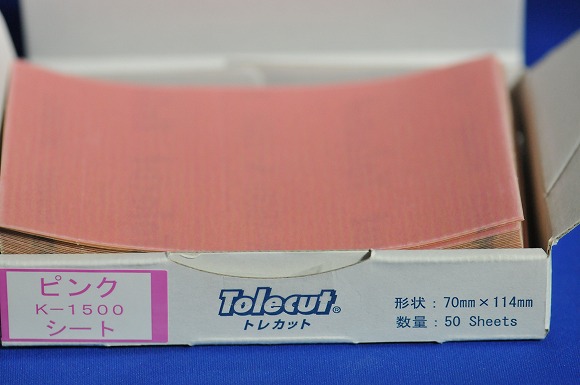 ピンク
K-1500
シート
Tolecut®
トレカット
形状：70mm×114mm
数量：50 Sheets